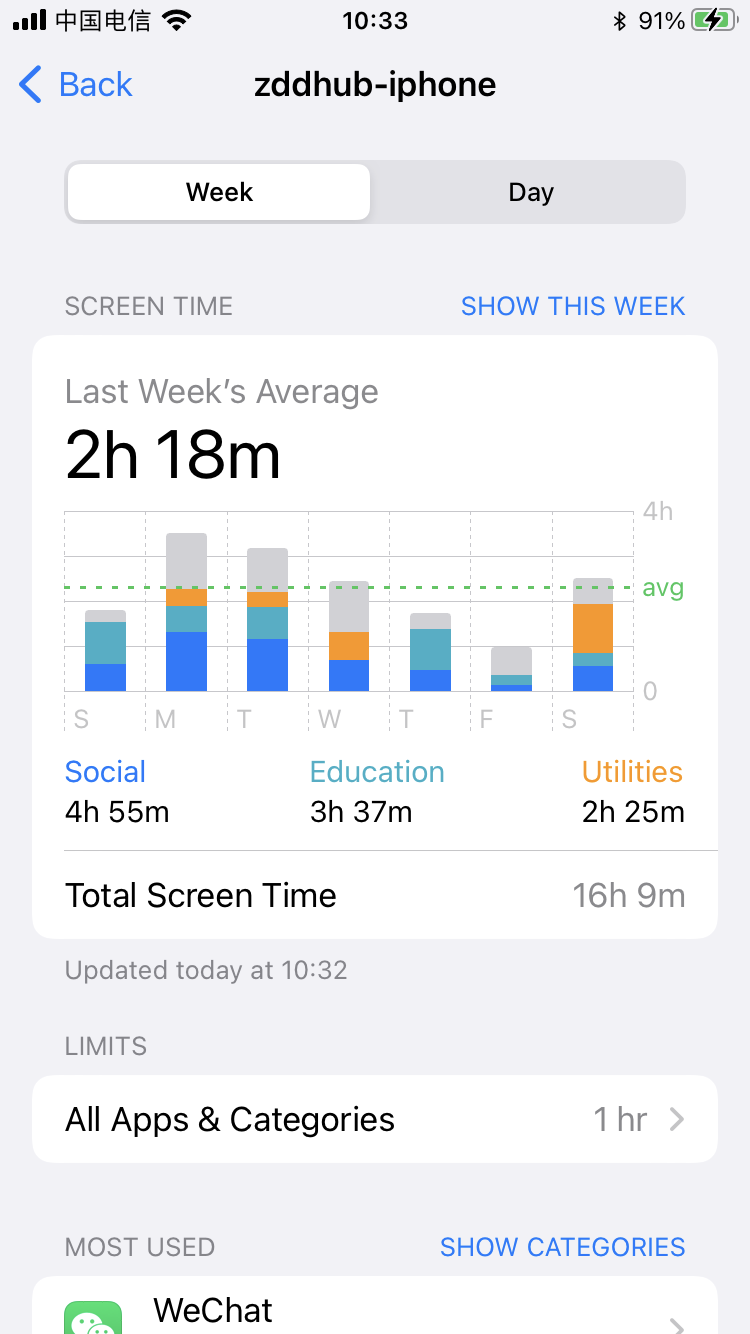 中国电信 10:33 91%
Back zddhub-iphone
Week Day
SCREEN TIME SHOW THIS WEEK
Last Week’s Average
2h 18m
4h
avg
0
S M T W T F S
Social Education Utilities
4h 55m 3h 37m 2h 25m
Total Screen Time 16h 9m
Updated today at 10:32
LIMITS
All Apps & Categories 1 hr
MOST USED SHOW CATEGORIES
WeChat